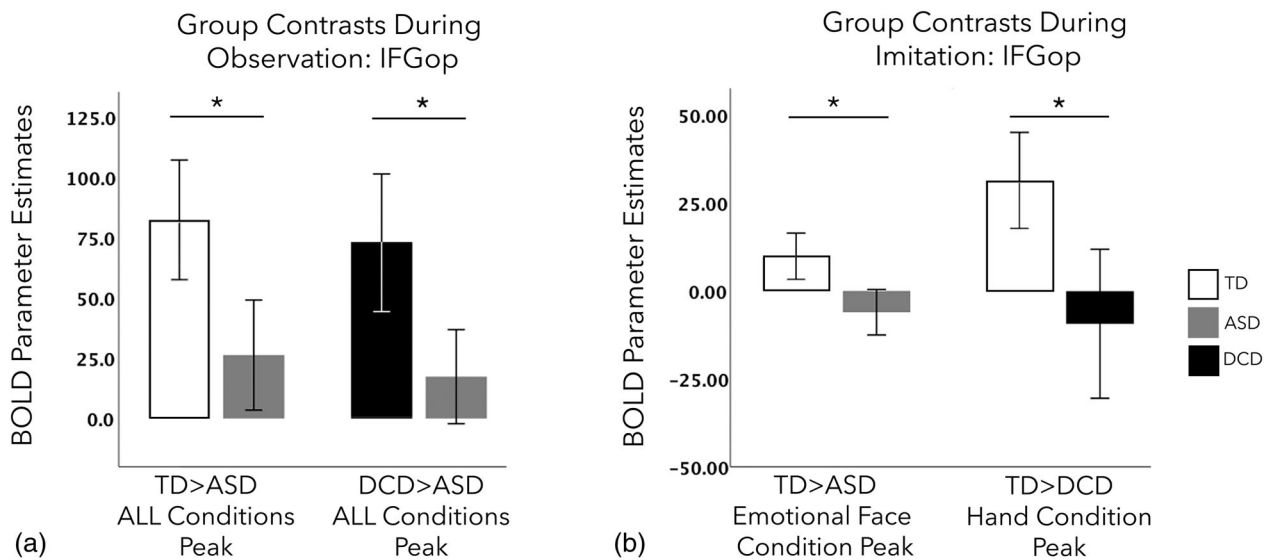 Group Contrasts During
Observation: IFGop
*
*
BOLD Parameter Estimates
125.0
100.0
75.0
50.0
25.0
0.0
TD>ASD
ALL Conditions
Peak
DCD>ASD
ALL Conditions
Peak
(a)
Group Contrasts During
Imitation: IFGop
*
*
BOLD Parameter Estimates
50.00
25.00
0.00
−25.00
−50.00
TD>ASD
Emotional Face
Condition Peak
TD>DCD
Hand Condition
Peak
(b)
TD
ASD
DCD